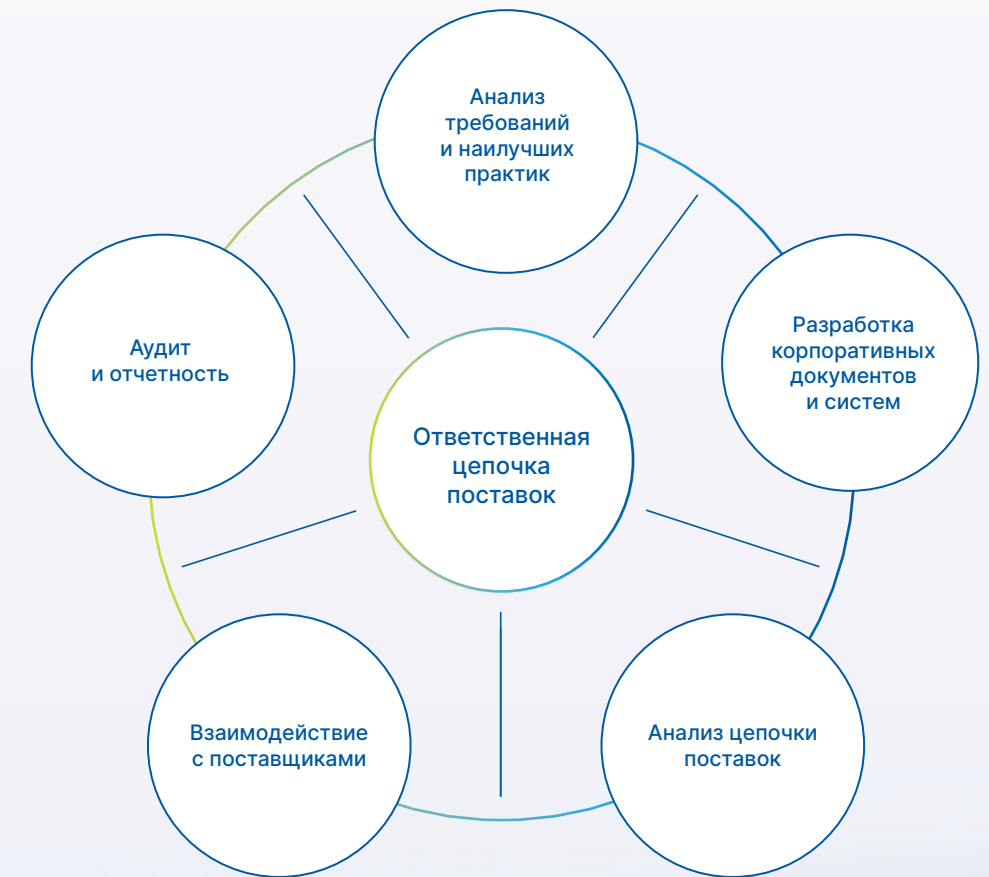 Анализ
требований
и наилучших
практик
Разработка
корпоративных
документов
и систем
Аудит
и отчетность
Ответственная
цепочка
поставок
Взаимодействие
с поставщиками
Анализ цепочки
поставок